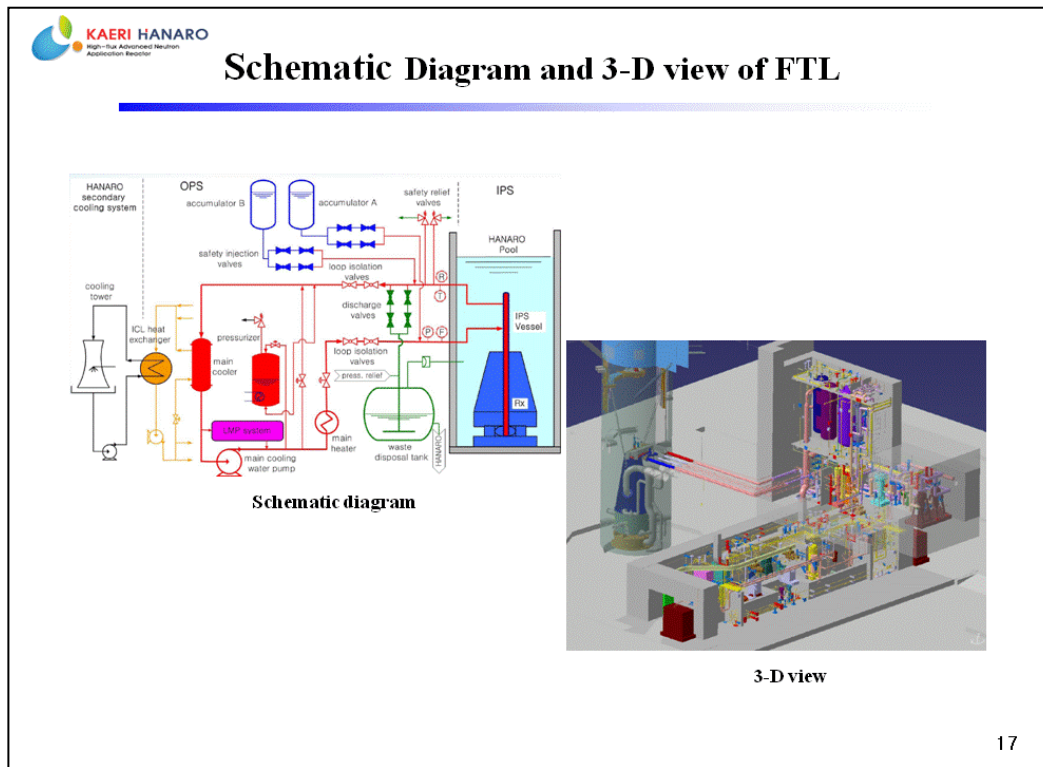 KAERI HANARO
High-flux Advanced Neutron
Application Reactor
Schematic Diagram and 3-D view of FTL
HANARO
secondary
cooling system
OPS
accumulator B
accumulator A
safety relief
valves
IPS
HANARO
Pool
safety injection
valves
loop isolation
valves
R
T
cooling
tower
discharge
valves
IPS
Vessel
ICL heat
exchanger
pressurizer
P
F
main
cooler
loop isolation
valves
press. relief
Rx
LMP system
main
heater
waste
disposal tank
HANARO
main cooling
water pump
Schematic diagram
3-D view
17